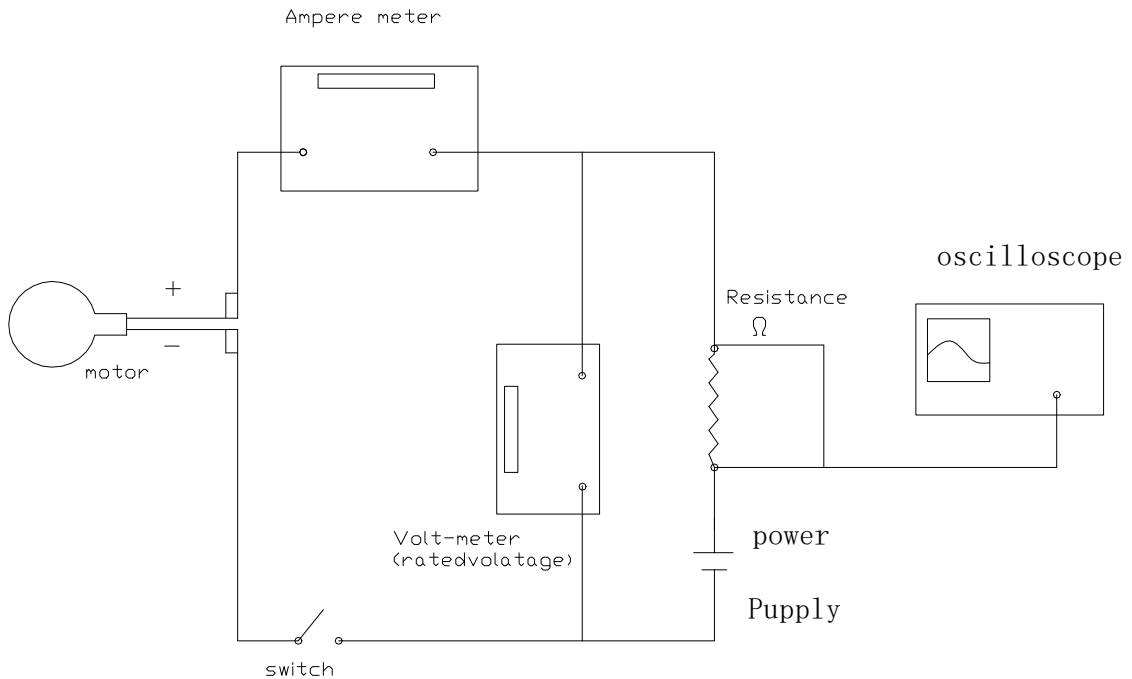 Ampere meter
oscilloscope
+
Resistance
Ω
−
motor
Volt-meter
(ratedvolatage)
power
Pupply
switch